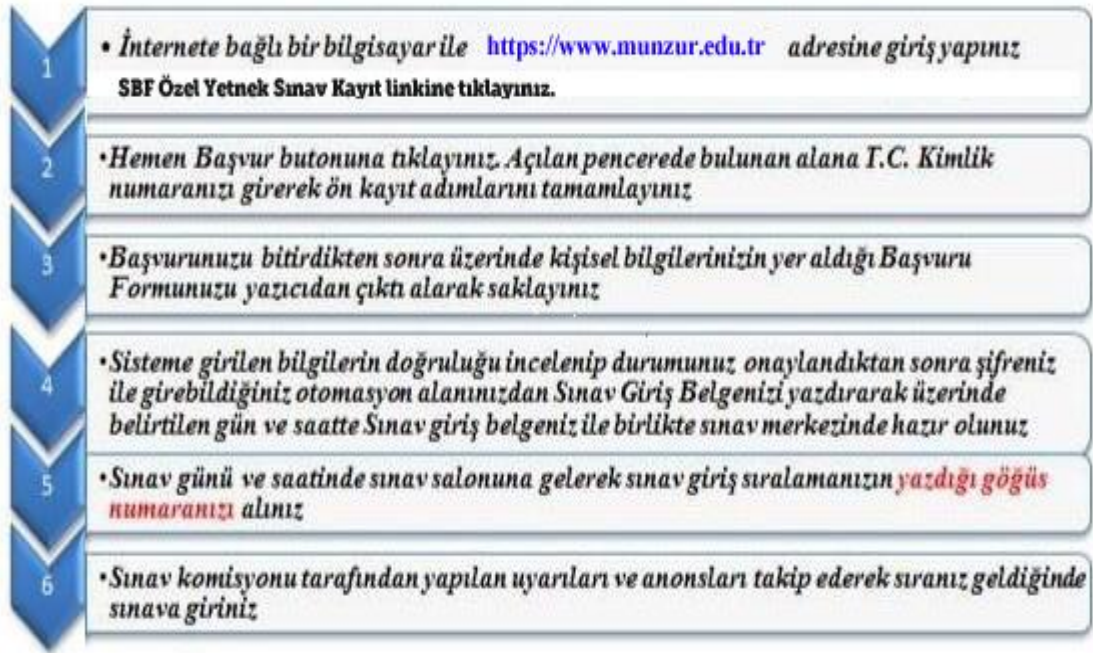 1
• İnternete bağlı bir bilgisayar ile https://www.munzur.edu.tr adresine giriş yapınız
SBF Özel Yetnek Sınav Kayıt linkine tıklayınız.
2
•Hemen Başvur butonuna tıklayınız. Açılan pencerede bulunan alana T.C. Kimlik
numaranızı girerek ön kayıt adımlarını tamamlayınız
3
•Başvurunuzu bitirdikten sonra üzerinde kişisel bilgilerinizin yer aldığı Başvuru
Formunuzu yazıcıdan çıktı alarak saklayınız
4
•Sisteme girilen bilgilerin doğruluğu incelenip durumunuz onaylandıktan sonra şifreniz
ile girebildiğiniz otomasyon alanınızdan Sınav Giriş Belgenizi yazdırarak üzerinde
belirtilen gün ve saatte Sınav giriş belgeniz ile birlikte sınav merkezinde hazır olunuz
5
•Sınav günü ve saatinde sınav salonuna gelerek sınav giriş sıralamanızın yazdığı göğüs
numaranızı alınız
6
•Sınav komisyonu tarafından yapılan uyarıları ve anonsları takip ederek sıranız geldiğinde
sınava giriniz